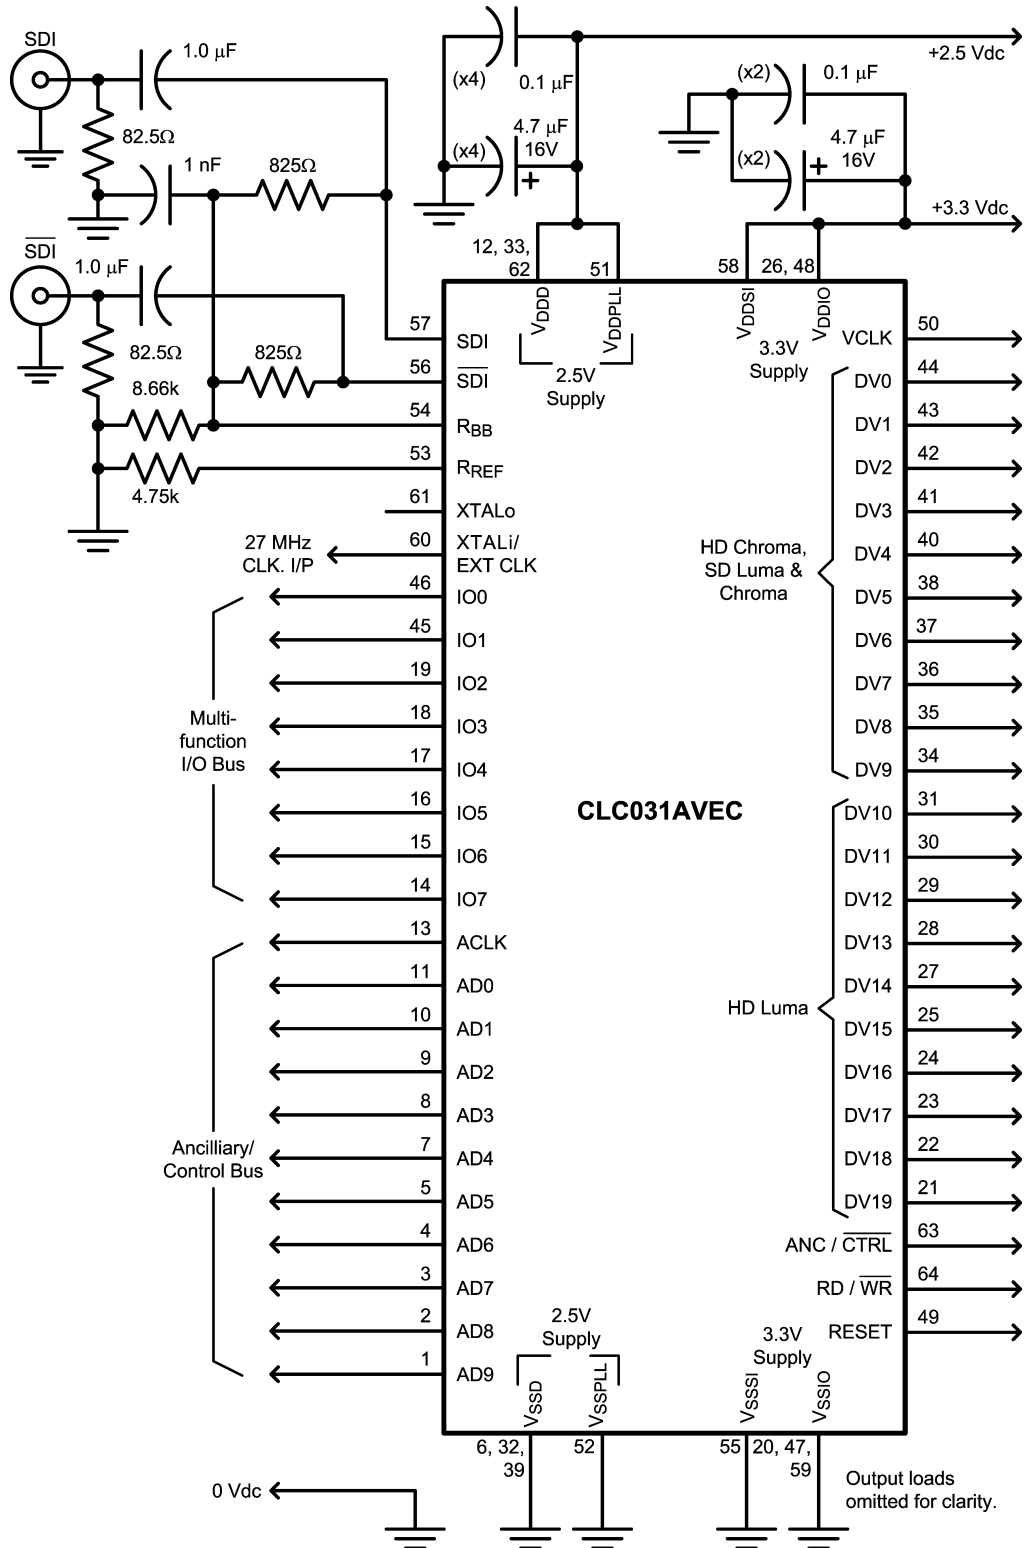 SDI
1.0 µF
82.5Ω
1 nF
825Ω
SDI
1.0 µF
82.5Ω
825Ω
8.66k
4.75k
(x4)
0.1 µF
(x4)
4.7 µF
16V
+
+2.5 Vdc
(x2)
0.1 µF
(x2)
4.7 µF
16V
+
+3.3 Vdc
12, 33,
62
51
58
26, 48
VDDD
VDDPLL
2.5V
Supply
VDDSI
VDDIO
3.3V
Supply
57 SDI
56 SDI
54 RBB
53 RREF
61 XTALo
27 MHz
CLK. I/P
60 XTALi/
EXT CLK
46 IO0
45 IO1
19 IO2
18 IO3
17 IO4
16 IO5
15 IO6
14 IO7
Multi-
function
I/O Bus
13 ACLK
11 AD0
10 AD1
9 AD2
8 AD3
7 AD4
5 AD5
4 AD6
3 AD7
2 AD8
1 AD9
Ancilliary/
Control Bus
CLC031AVEC
VCLK 50
DV0 44
DV1 43
DV2 42
DV3 41
DV4 40
DV5 38
DV6 37
DV7 36
DV8 35
DV9 34
HD Chroma,
SD Luma &
Chroma
DV10 31
DV11 30
DV12 29
DV13 28
DV14 27
DV15 25
DV16 24
DV17 23
DV18 22
DV19 21
HD Luma
ANC / CTRL 63
RD / WR 64
RESET 49
2.5V
Supply
VSSD
VSSPLL
3.3V
Supply
VSSSI
VSSIO
6, 32,
39
52
55
20, 47,
59
0 Vdc
Output loads
omitted for clarity.